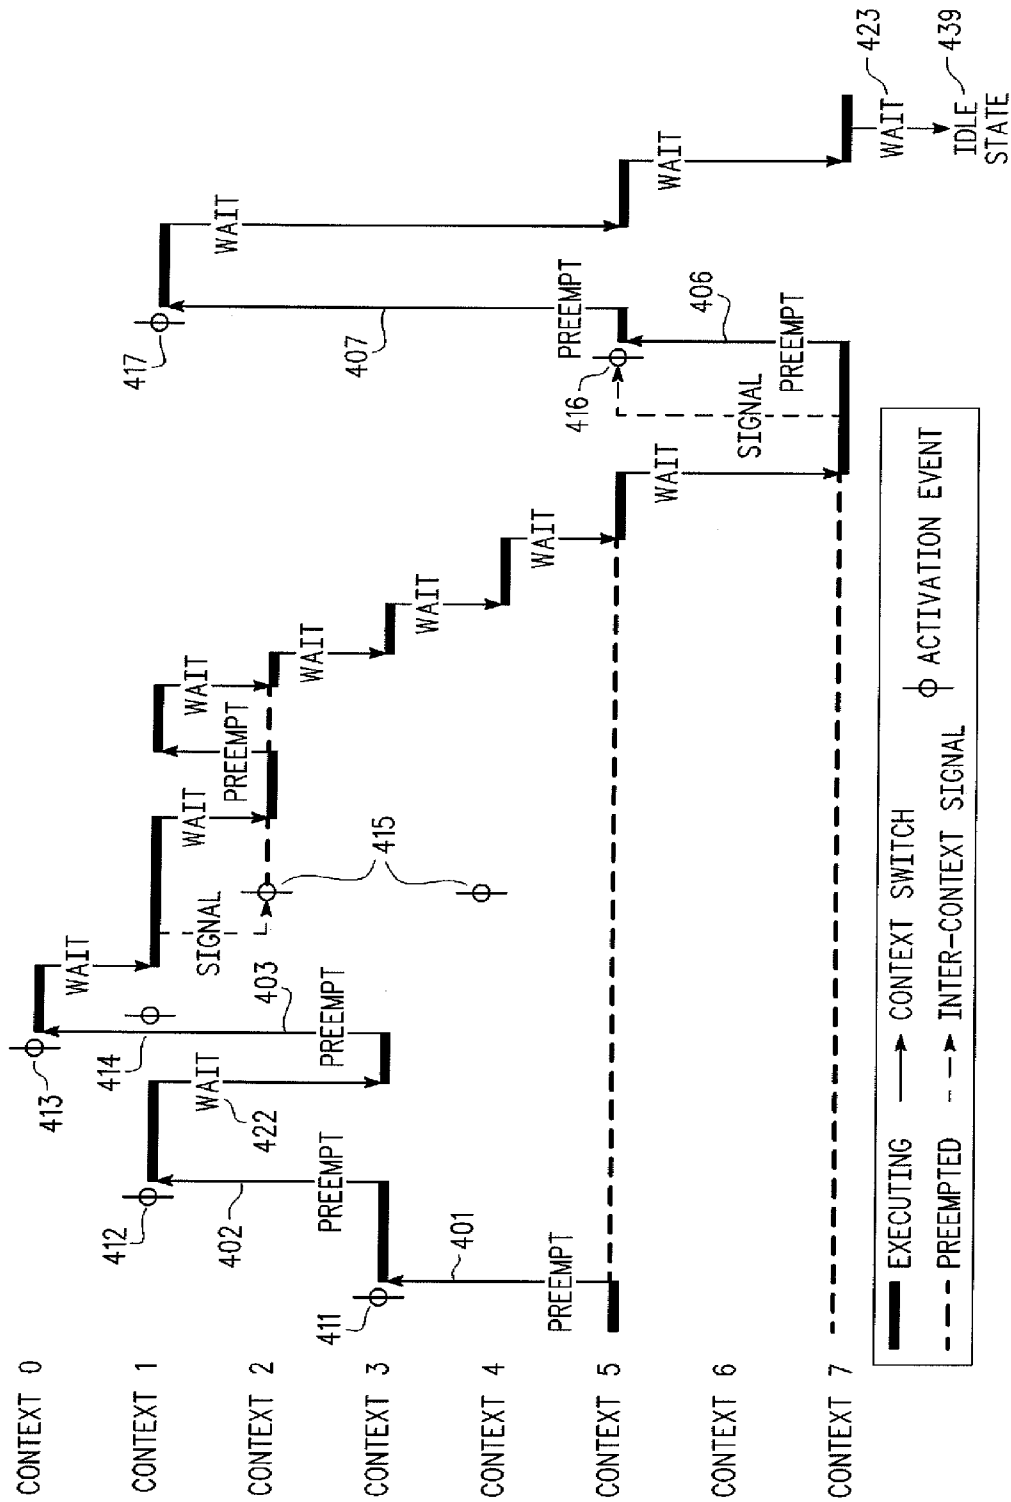 CONTEXT 0
CONTEXT 1
CONTEXT 2
CONTEXT 3
CONTEXT 4
CONTEXT 5
CONTEXT 6
CONTEXT 7
411
PREEMPT
401
412
402
PREEMPT
422
WAIT
413
414
PREEMPT
403
WAIT
SIGNAL
415
WAIT
PREEMPT
WAIT
WAIT
WAIT
WAIT
WAIT
SIGNAL
416
PREEMPT
406
PREEMPT
417
407
WAIT
WAIT
WAIT
423
IDLE
STATE
439
EXECUTING
CONTEXT SWITCH
ACTIVATION EVENT
PREEMPTED
INTER-CONTEXT SIGNAL